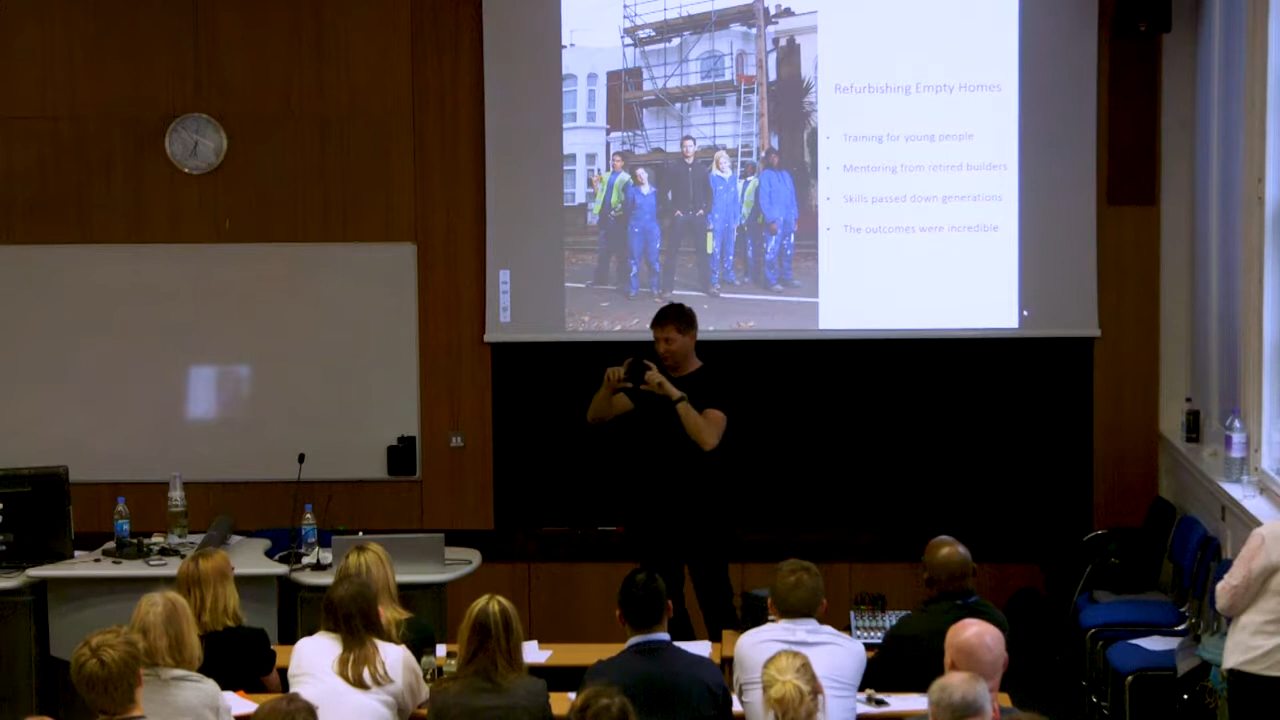 Refurbishing Empty Homes
• Training for young people
• Mentoring from retired builders
• Skills passed down generations
• The outcomes were incredible